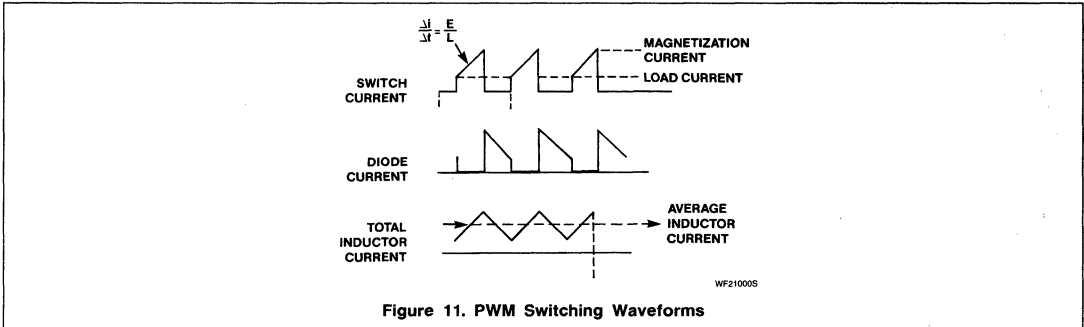 Δi/Δt = E/L
MAGNETIZATION
CURRENT
LOAD CURRENT
SWITCH
CURRENT
DIODE
CURRENT
TOTAL
INDUCTOR
CURRENT
AVERAGE
INDUCTOR
CURRENT
WF21000S
Figure 11. PWM Switching Waveforms